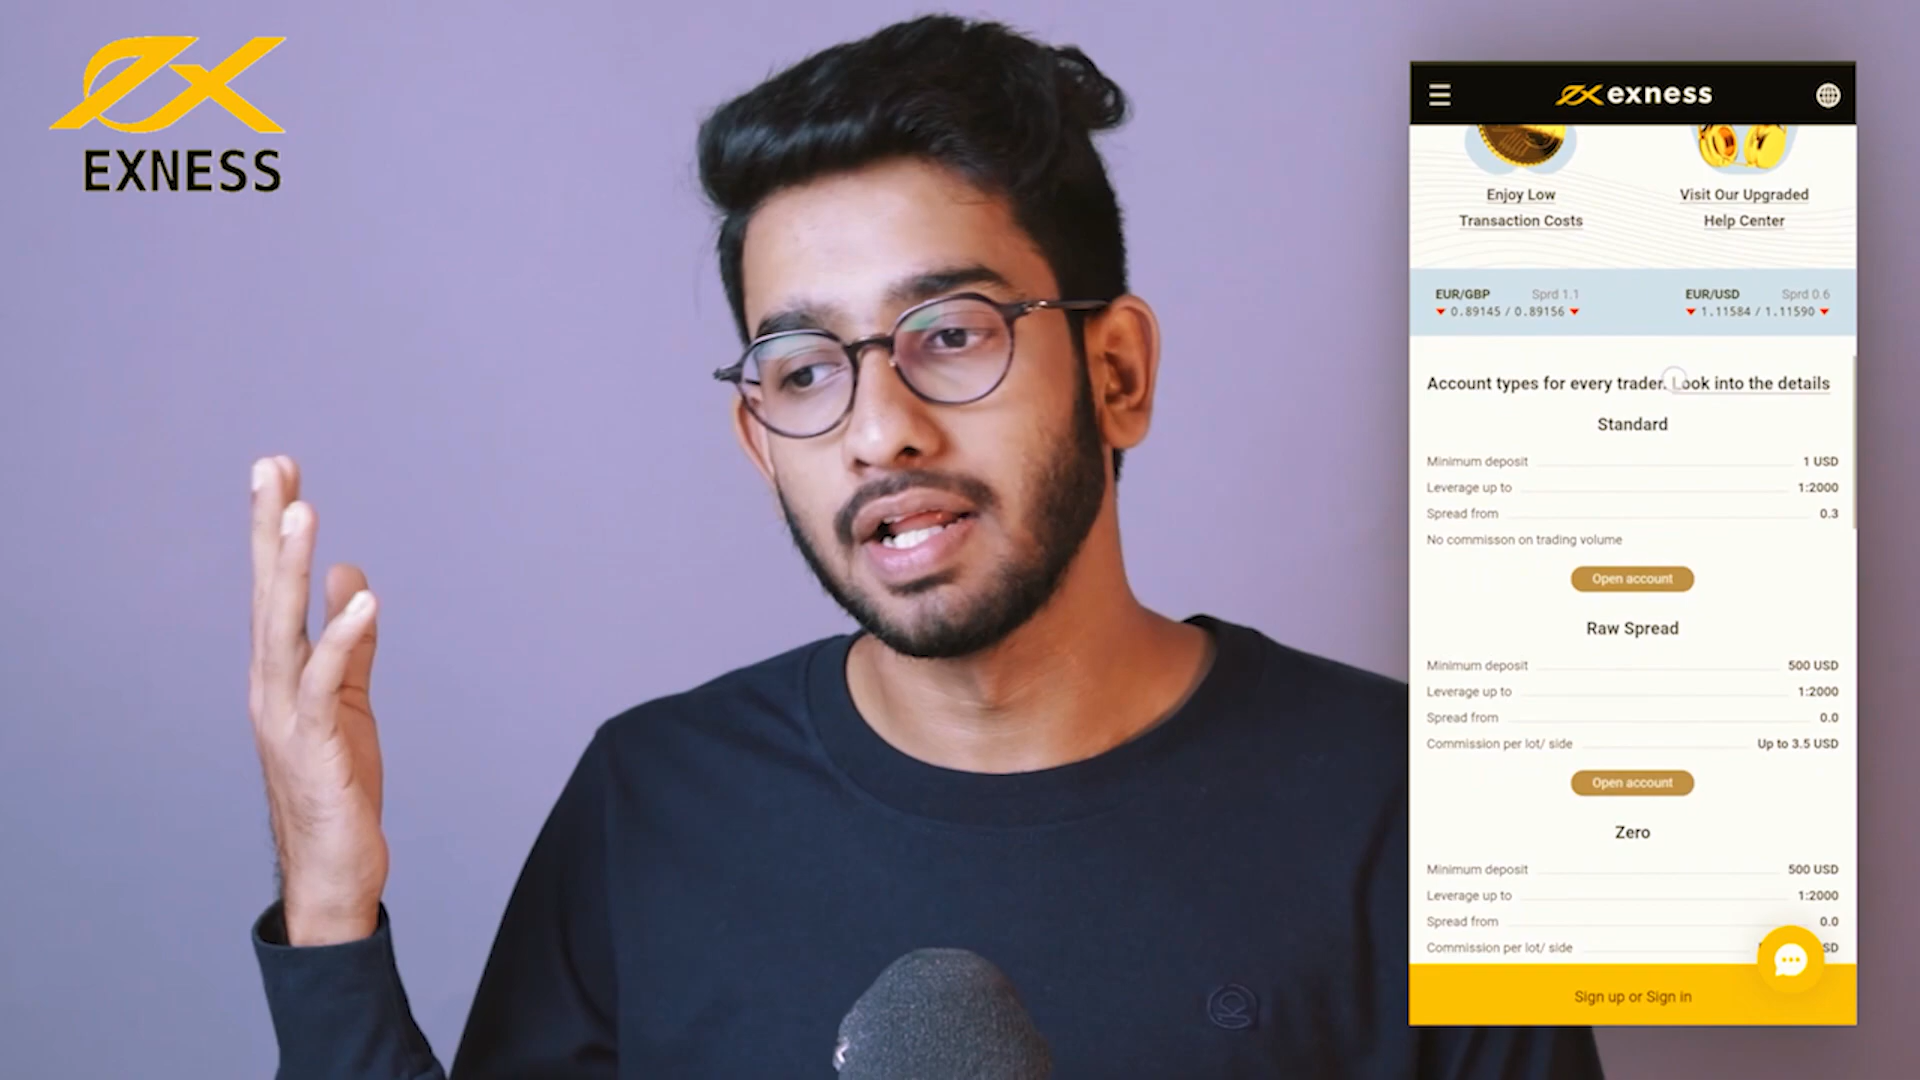 EX
EXNESS
exness
Enjoy Low
Transaction Costs
Visit Our Upgraded
Help Center
EUR/GBP Sprd 1.1
0.89145 / 0.89156
EUR/USD Sprd 0.6
1.11584 / 1.11590
Account types for every trader. Look into the details
Standard
Minimum deposit 1 USD
Leverage up to 1:2000
Spread from 0.3
No commisson on trading volume
Open account
Raw Spread
Minimum deposit 500 USD
Leverage up to 1:2000
Spread from 0.0
Commission per lot/ side Up to 3.5 USD
Open account
Zero
Minimum deposit 500 USD
Leverage up to 1:2000
Spread from 0.0
Commission per lot/ side
Sign up or Sign in